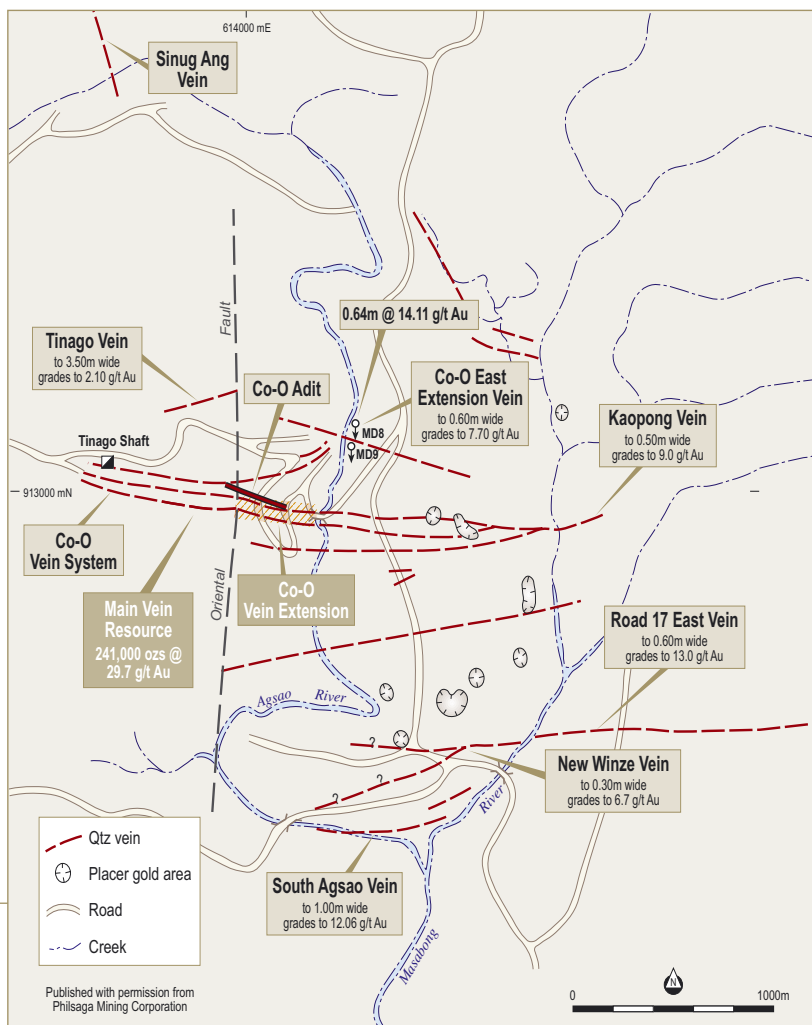 614000 mE
Sinug Ang
Vein
Fault
0.64m @ 14.11 g/t Au
Tinago Vein
to 3.50m wide
grades to 2.10 g/t Au
Co-O Adit
Co-O East
Extension Vein
to 0.60m wide
grades to 7.70 g/t Au
Kaopong Vein
to 0.50m wide
grades to 9.0 g/t Au
MD8
MD9
Tinago Shaft
913000 mN
Co-O
Vein System
Main Vein
Resource
241,000 ozs @
29.7 g/t Au
Oriental
Co-O
Vein Extension
Road 17 East Vein
to 0.60m wide
grades to 13.0 g/t Au
Agsao River
?
?
?
New Winze Vein
to 0.30m wide
grades to 6.7 g/t Au
River
Masabong
South Agsao Vein
to 1.00m wide
grades to 12.06 g/t Au
Qtz vein
Placer gold area
Road
Creek
Published with permission from
Philsaga Mining Corporation
N
0 1000m